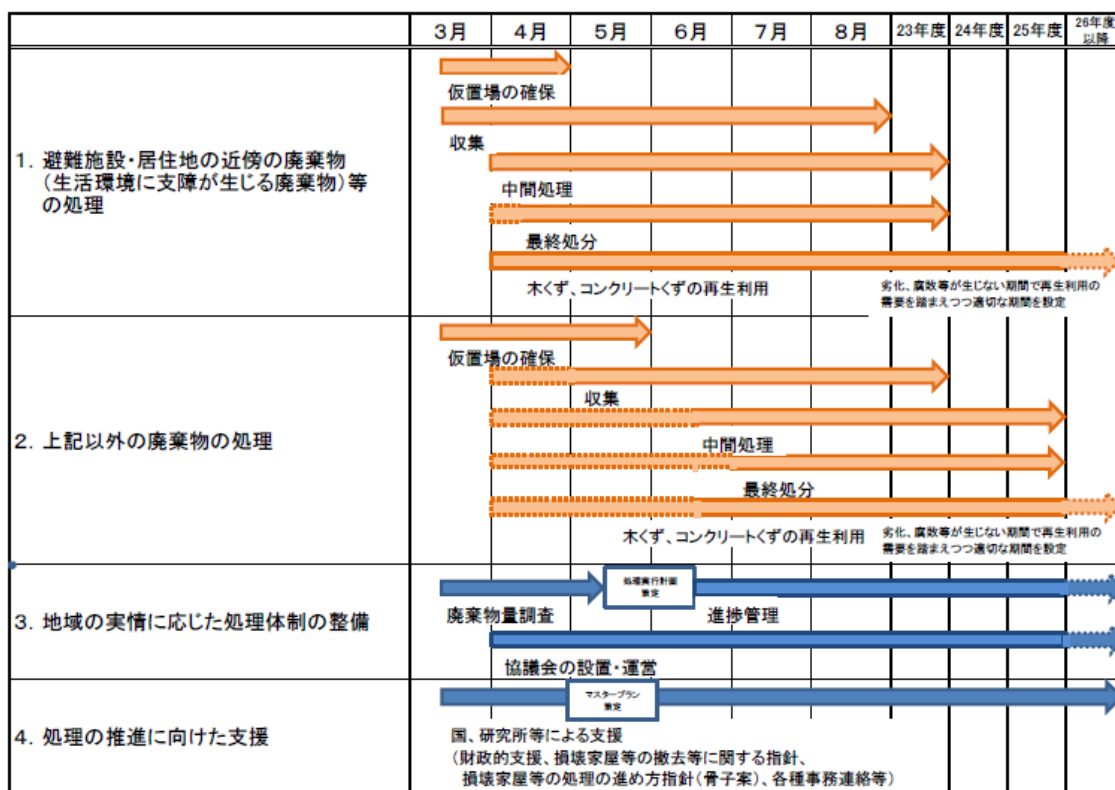 3月 4月 5月 6月 7月 8月 23年度 24年度 25年度 26年度
以降
1. 避難施設・居住地の近傍の廃棄物
(生活環境に支障が生じる廃棄物)等
の処理
仮置場の確保
収集
中間処理
最終処分
木くず、コンクリートくずの再生利用
劣化、腐敗等が生じない期間で再生利用の
需要を踏まえつつ適切な期間を設定
2. 上記以外の廃棄物の処理
仮置場の確保
収集
中間処理
最終処分
木くず、コンクリートくずの再生利用
劣化、腐敗等が生じない期間で再生利用の
需要を踏まえつつ適切な期間を設定
3. 地域の実情に応じた処理体制の整備
処理実行計画
策定
廃棄物量調査
進捗管理
協議会の設置・運営
4. 処理の推進に向けた支援
マスタープラン
策定
国、研究所等による支援
(財政的支援、損壊家屋等の撤去等に関する指針、
損壊家屋等の処理の進め方指針(骨子案)、各種事務連絡等)